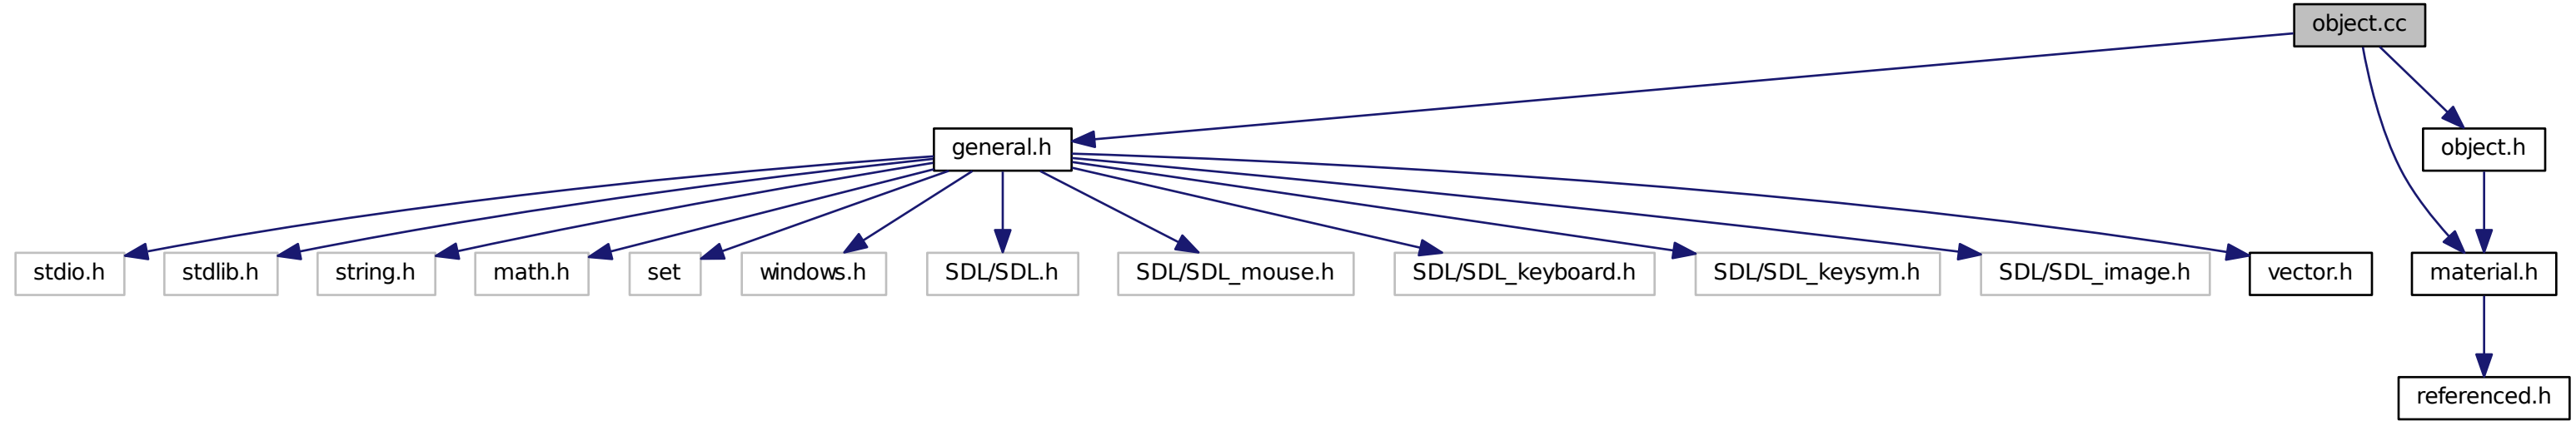 object.cc
general.h
object.h
stdio.h
stdlib.h
string.h
math.h
set
windows.h
SDL/SDL.h
SDL/SDL_mouse.h
SDL/SDL_keyboard.h
SDL/SDL_keysym.h
SDL/SDL_image.h
vector.h
material.h
referenced.h